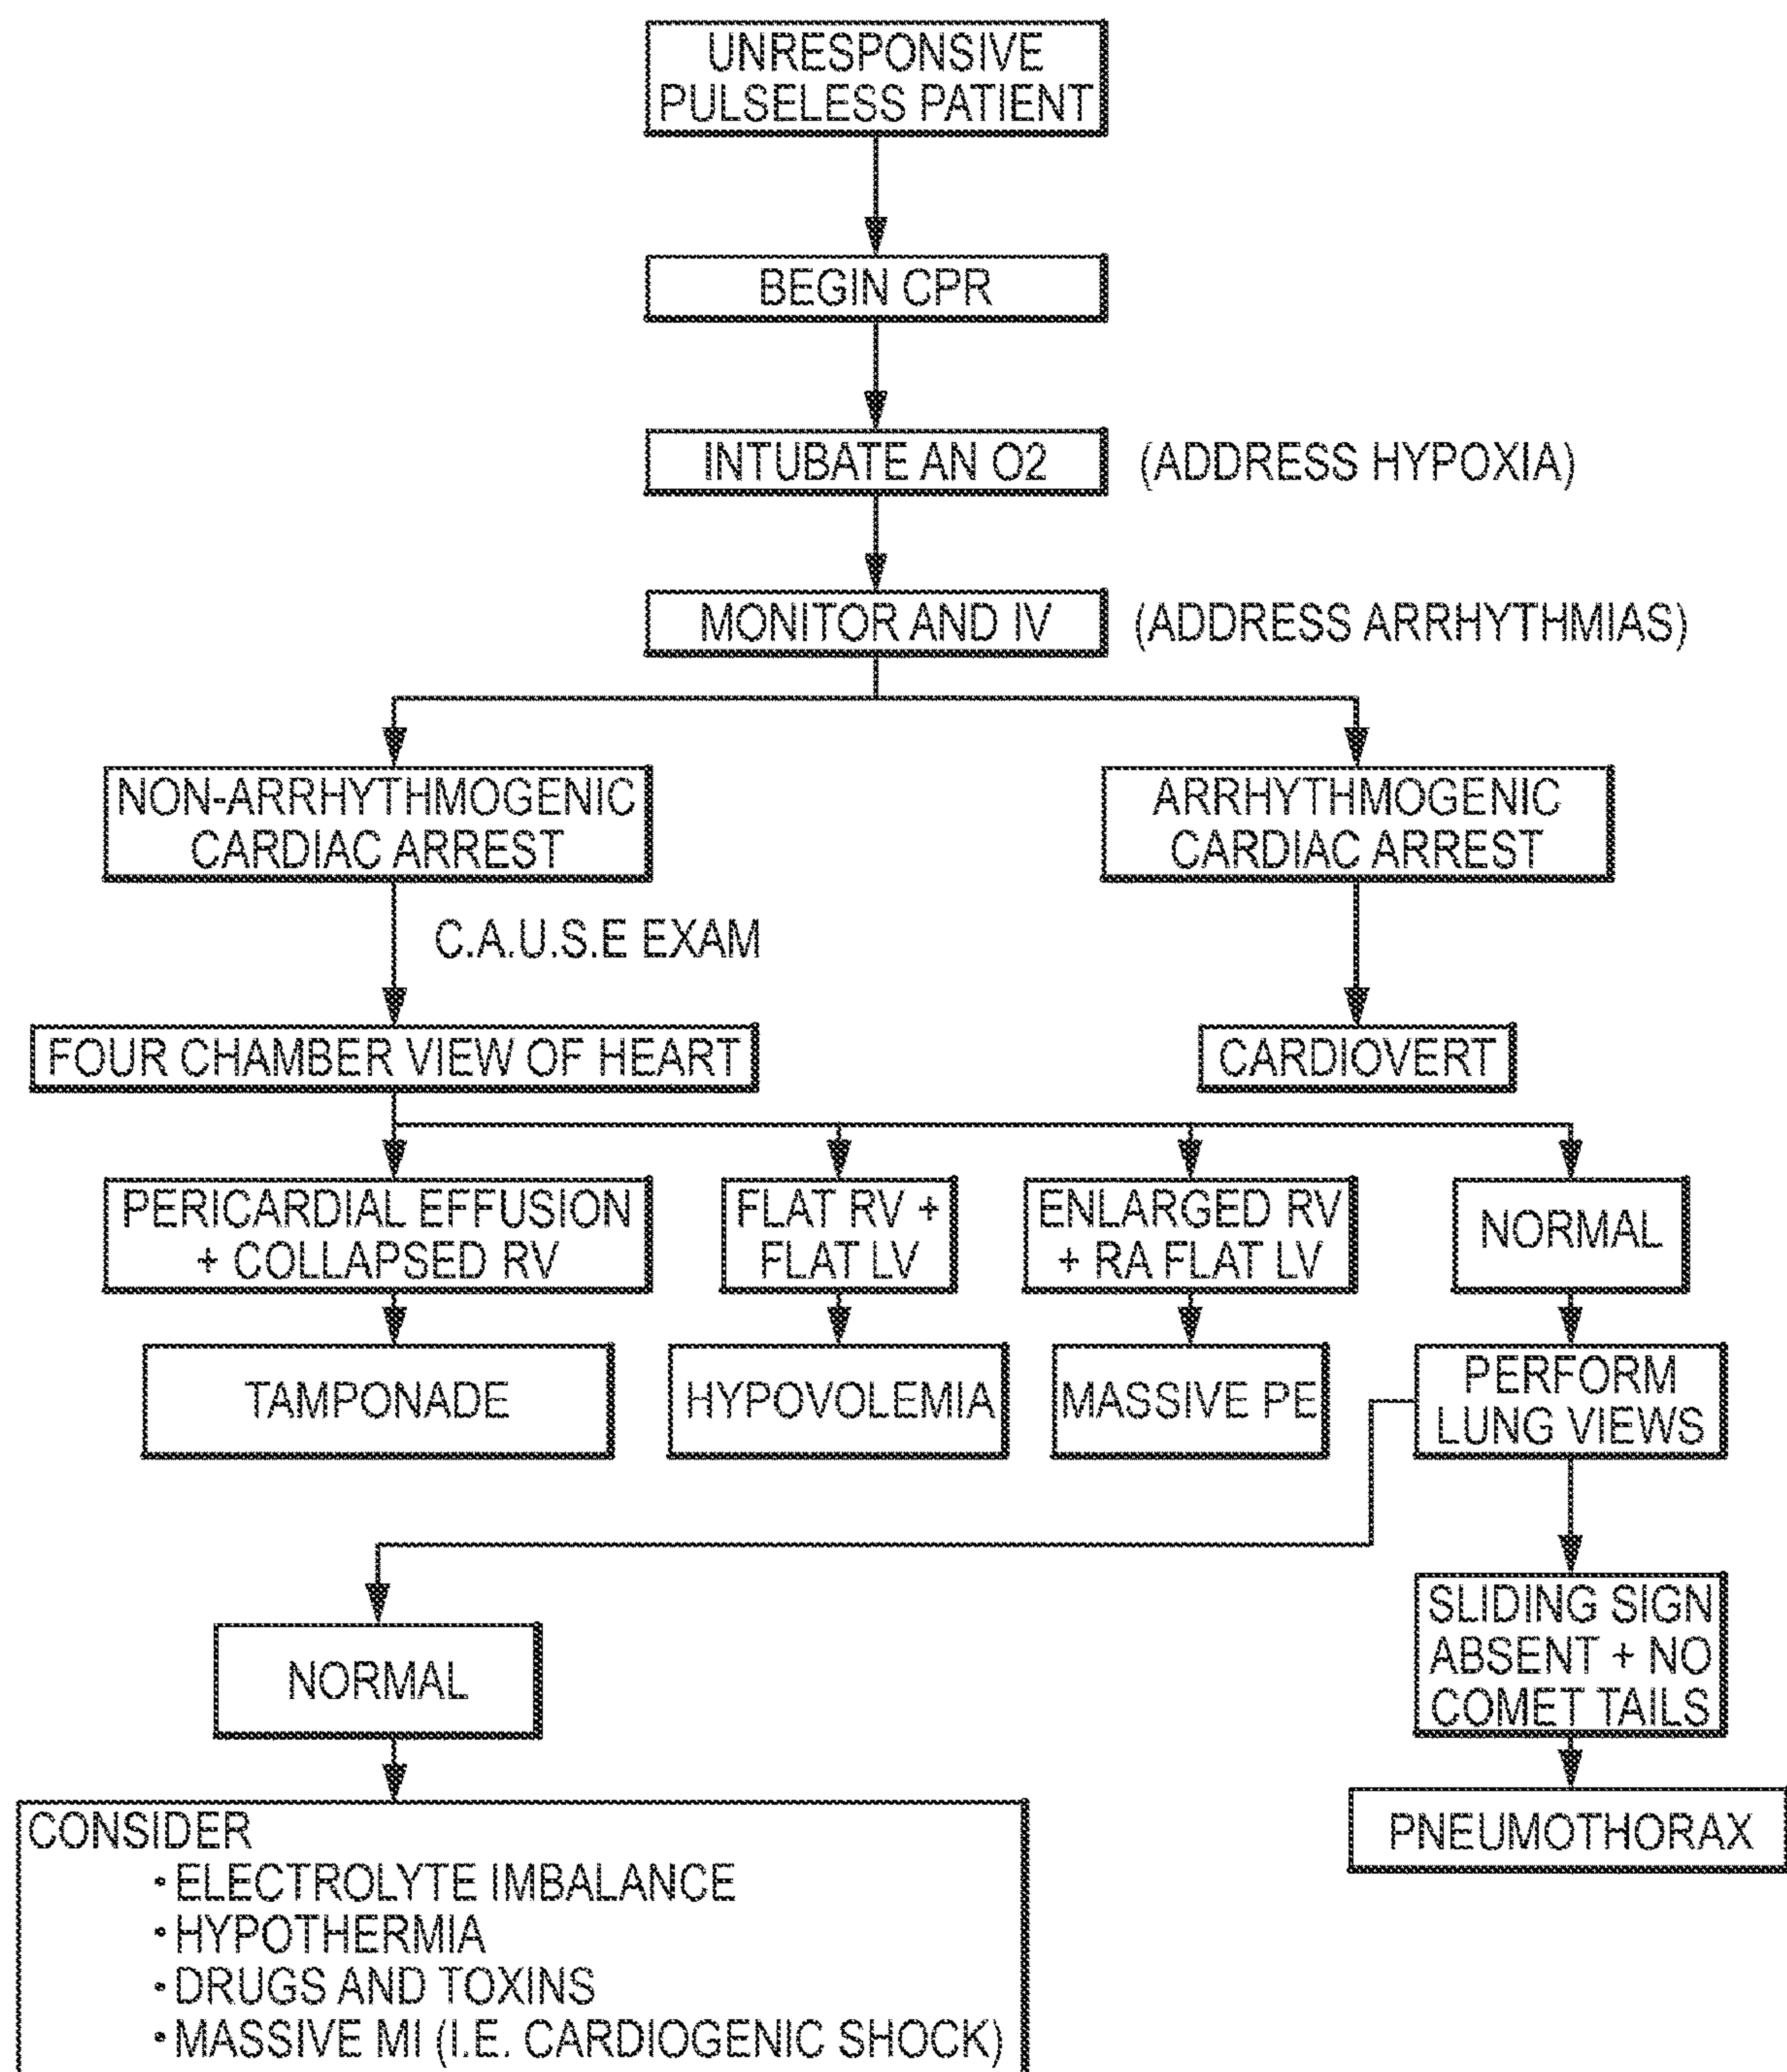 UNRESPONSIVE
PULSELESS PATIENT
BEGIN CPR
INTUBATE AN O2
(ADDRESS HYPOXIA)
MONITOR AND IV
(ADDRESS ARRHYTHMIAS)
NON-ARRHYTHMOGENIC
CARDIAC ARREST
ARRHYTHMOGENIC
CARDIAC ARREST
C.A.U.S.E EXAM
FOUR CHAMBER VIEW OF HEART
CARDIOVERT
PERICARDIAL EFFUSION
+ COLLAPSED RV
FLAT RV +
FLAT LV
ENLARGED RV
+ RA FLAT LV
NORMAL
TAMPONADE
HYPOVOLEMIA
MASSIVE PE
PERFORM
LUNG VIEWS
NORMAL
SLIDING SIGN
ABSENT + NO
COMET TAILS
CONSIDER
• ELECTROLYTE IMBALANCE
• HYPOTHERMIA
• DRUGS AND TOXINS
• MASSIVE MI (I.E. CARDIOGENIC SHOCK)
PNEUMOTHORAX